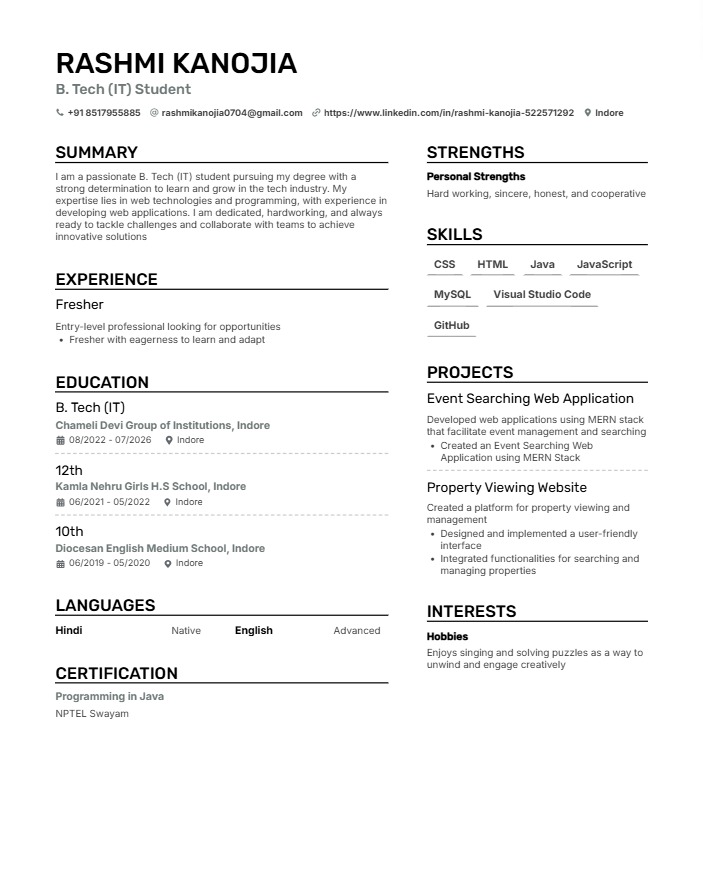 RASHMI KANOJIA
B. Tech (IT) Student
+91 8517955885 rashmikanojia0704@gmail.com https://www.linkedin.com/in/rashmi-kanojia-522571292 Indore
SUMMARY
I am a passionate B. Tech (IT) student pursuing my degree with a
strong determination to learn and grow in the tech industry. My
expertise lies in web technologies and programming, with experience in
developing web applications. I am dedicated, hardworking, and always
ready to tackle challenges and collaborate with teams to achieve
innovative solutions
EXPERIENCE
Fresher
Entry-level professional looking for opportunities
• Fresher with eagerness to learn and adapt
EDUCATION
B. Tech (IT)
Chameli Devi Group of Institutions, Indore
08/2022 - 07/2026 Indore
12th
Kamla Nehru Girls H.S School, Indore
06/2021 - 05/2022 Indore
10th
Diocesan English Medium School, Indore
06/2019 - 05/2020 Indore
LANGUAGES
Hindi Native English Advanced
CERTIFICATION
Programming in Java
NPTEL Swayam
STRENGTHS
Personal Strengths
Hard working, sincere, honest, and cooperative
SKILLS
CSS HTML Java JavaScript
MySQL Visual Studio Code
GitHub
PROJECTS
Event Searching Web Application
Developed web applications using MERN stack
that facilitate event management and searching
• Created an Event Searching Web
Application using MERN Stack
Property Viewing Website
Created a platform for property viewing and
management
• Designed and implemented a user-friendly
interface
• Integrated functionalities for searching and
managing properties
INTERESTS
Hobbies
Enjoys singing and solving puzzles as a way to
unwind and engage creatively